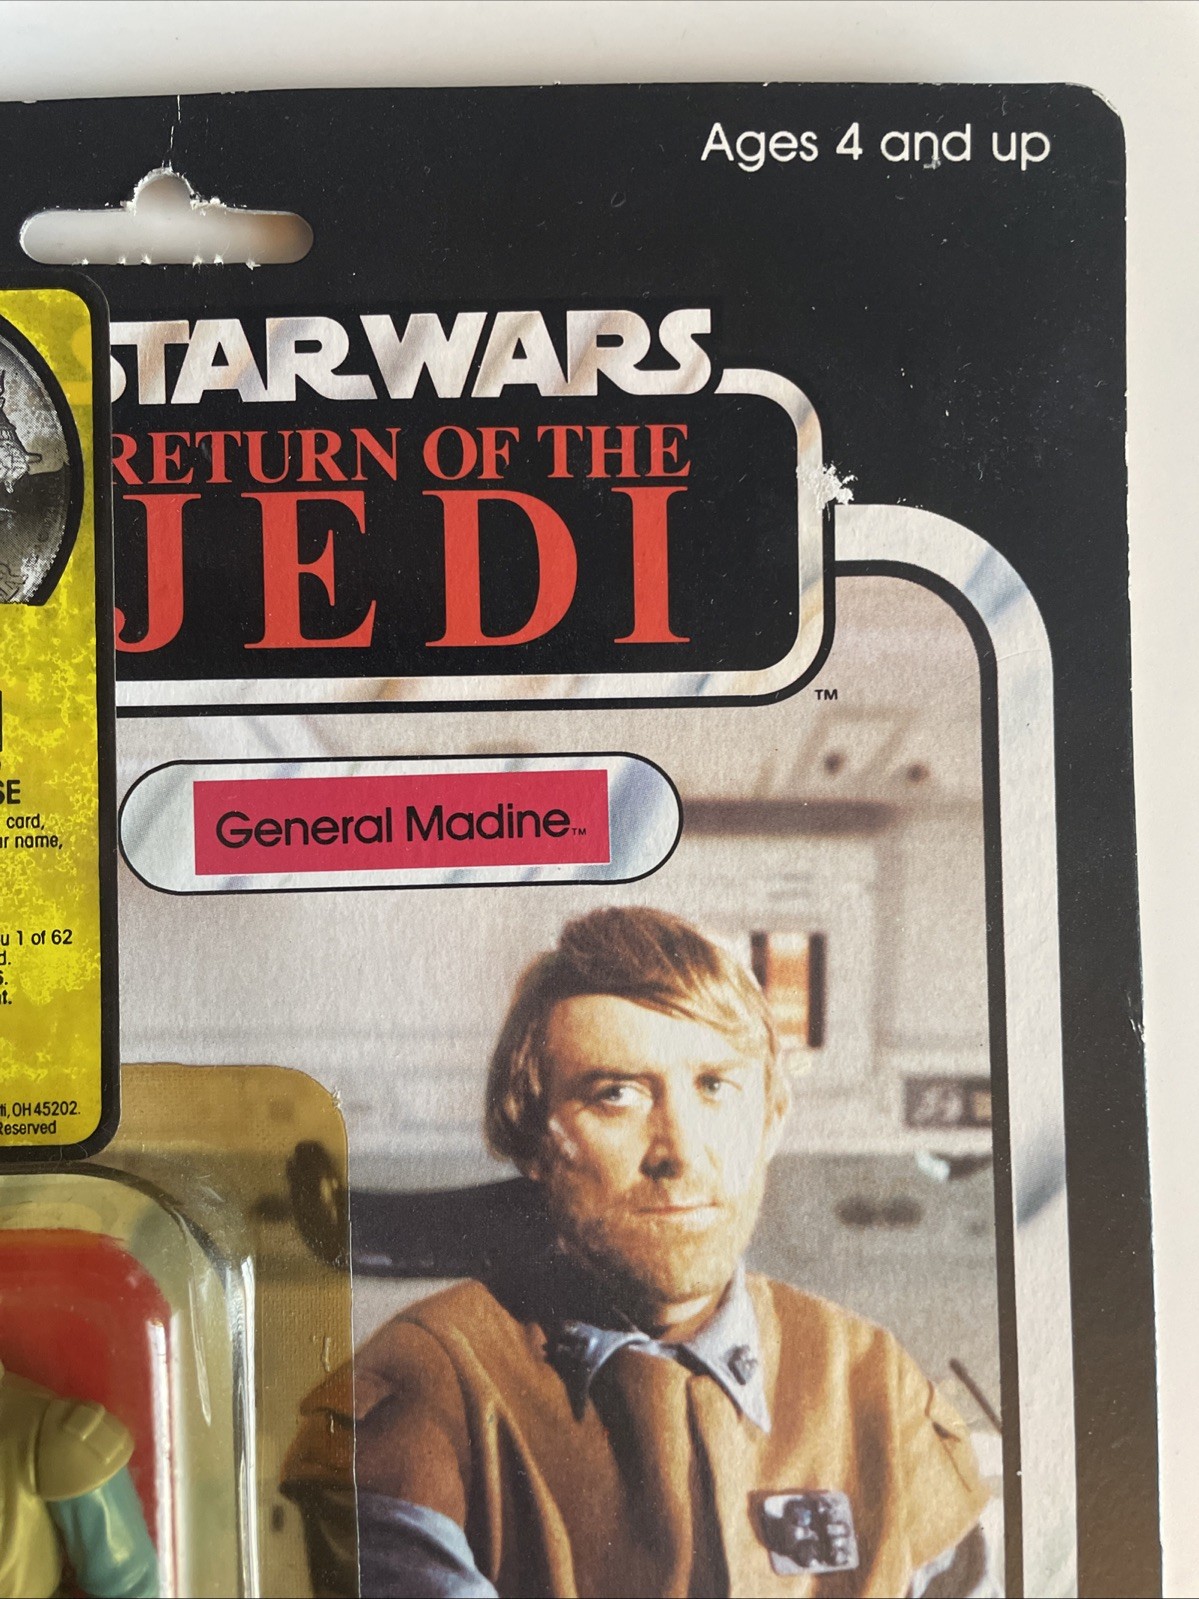 Ages 4 and up
STAR WARS
RETURN OF THE
JEDI
TM
General Madine TM
card,
name,
1 of 62
OH 45202.
Reserved